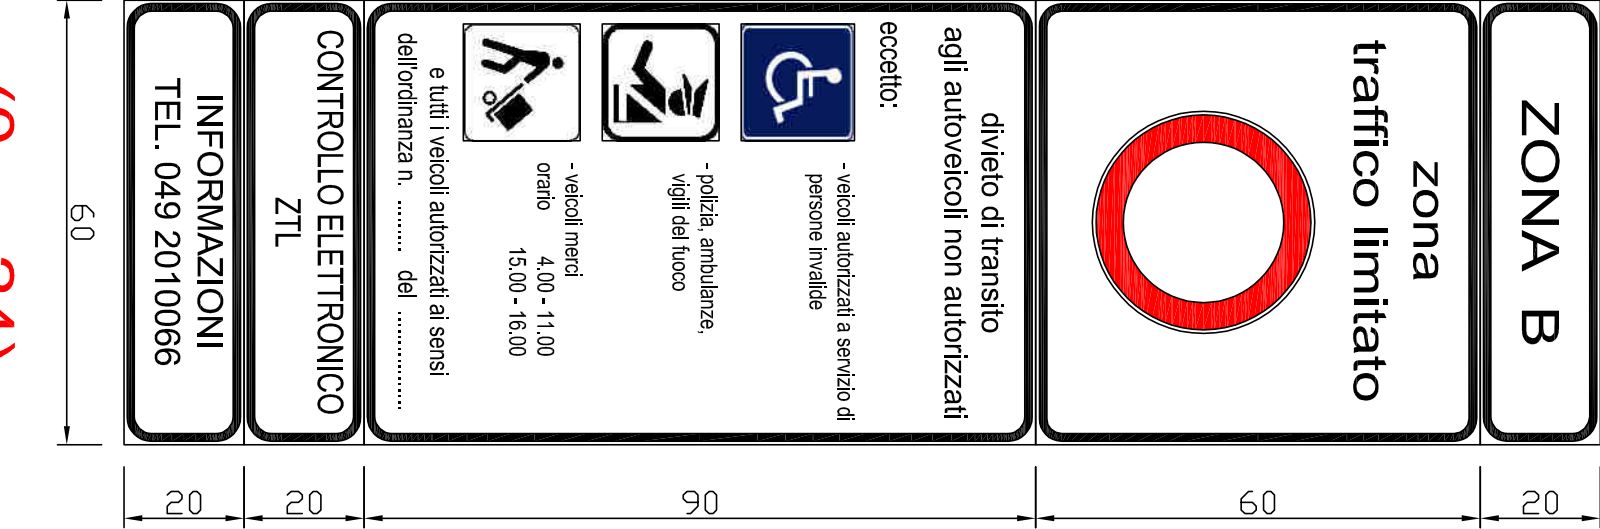 ZONA B
zona
traffico limitato
divieto di transito
agli autoveicoli non autorizzati
eccetto:
- veicoli autorizzati a servizio di
persone invalide
- polizia, ambulanze,
vigili del fuoco
- veicoli merci
orario 4.00 - 11.00
15.00 - 16.00
e tutti i veicoli autorizzati ai sensi
dell'ordinanza n. ......... del ..................
CONTROLLO ELETTRONICO
ZTL
INFORMAZIONI
TEL. 049 2010066
60
20
20
90
60
20